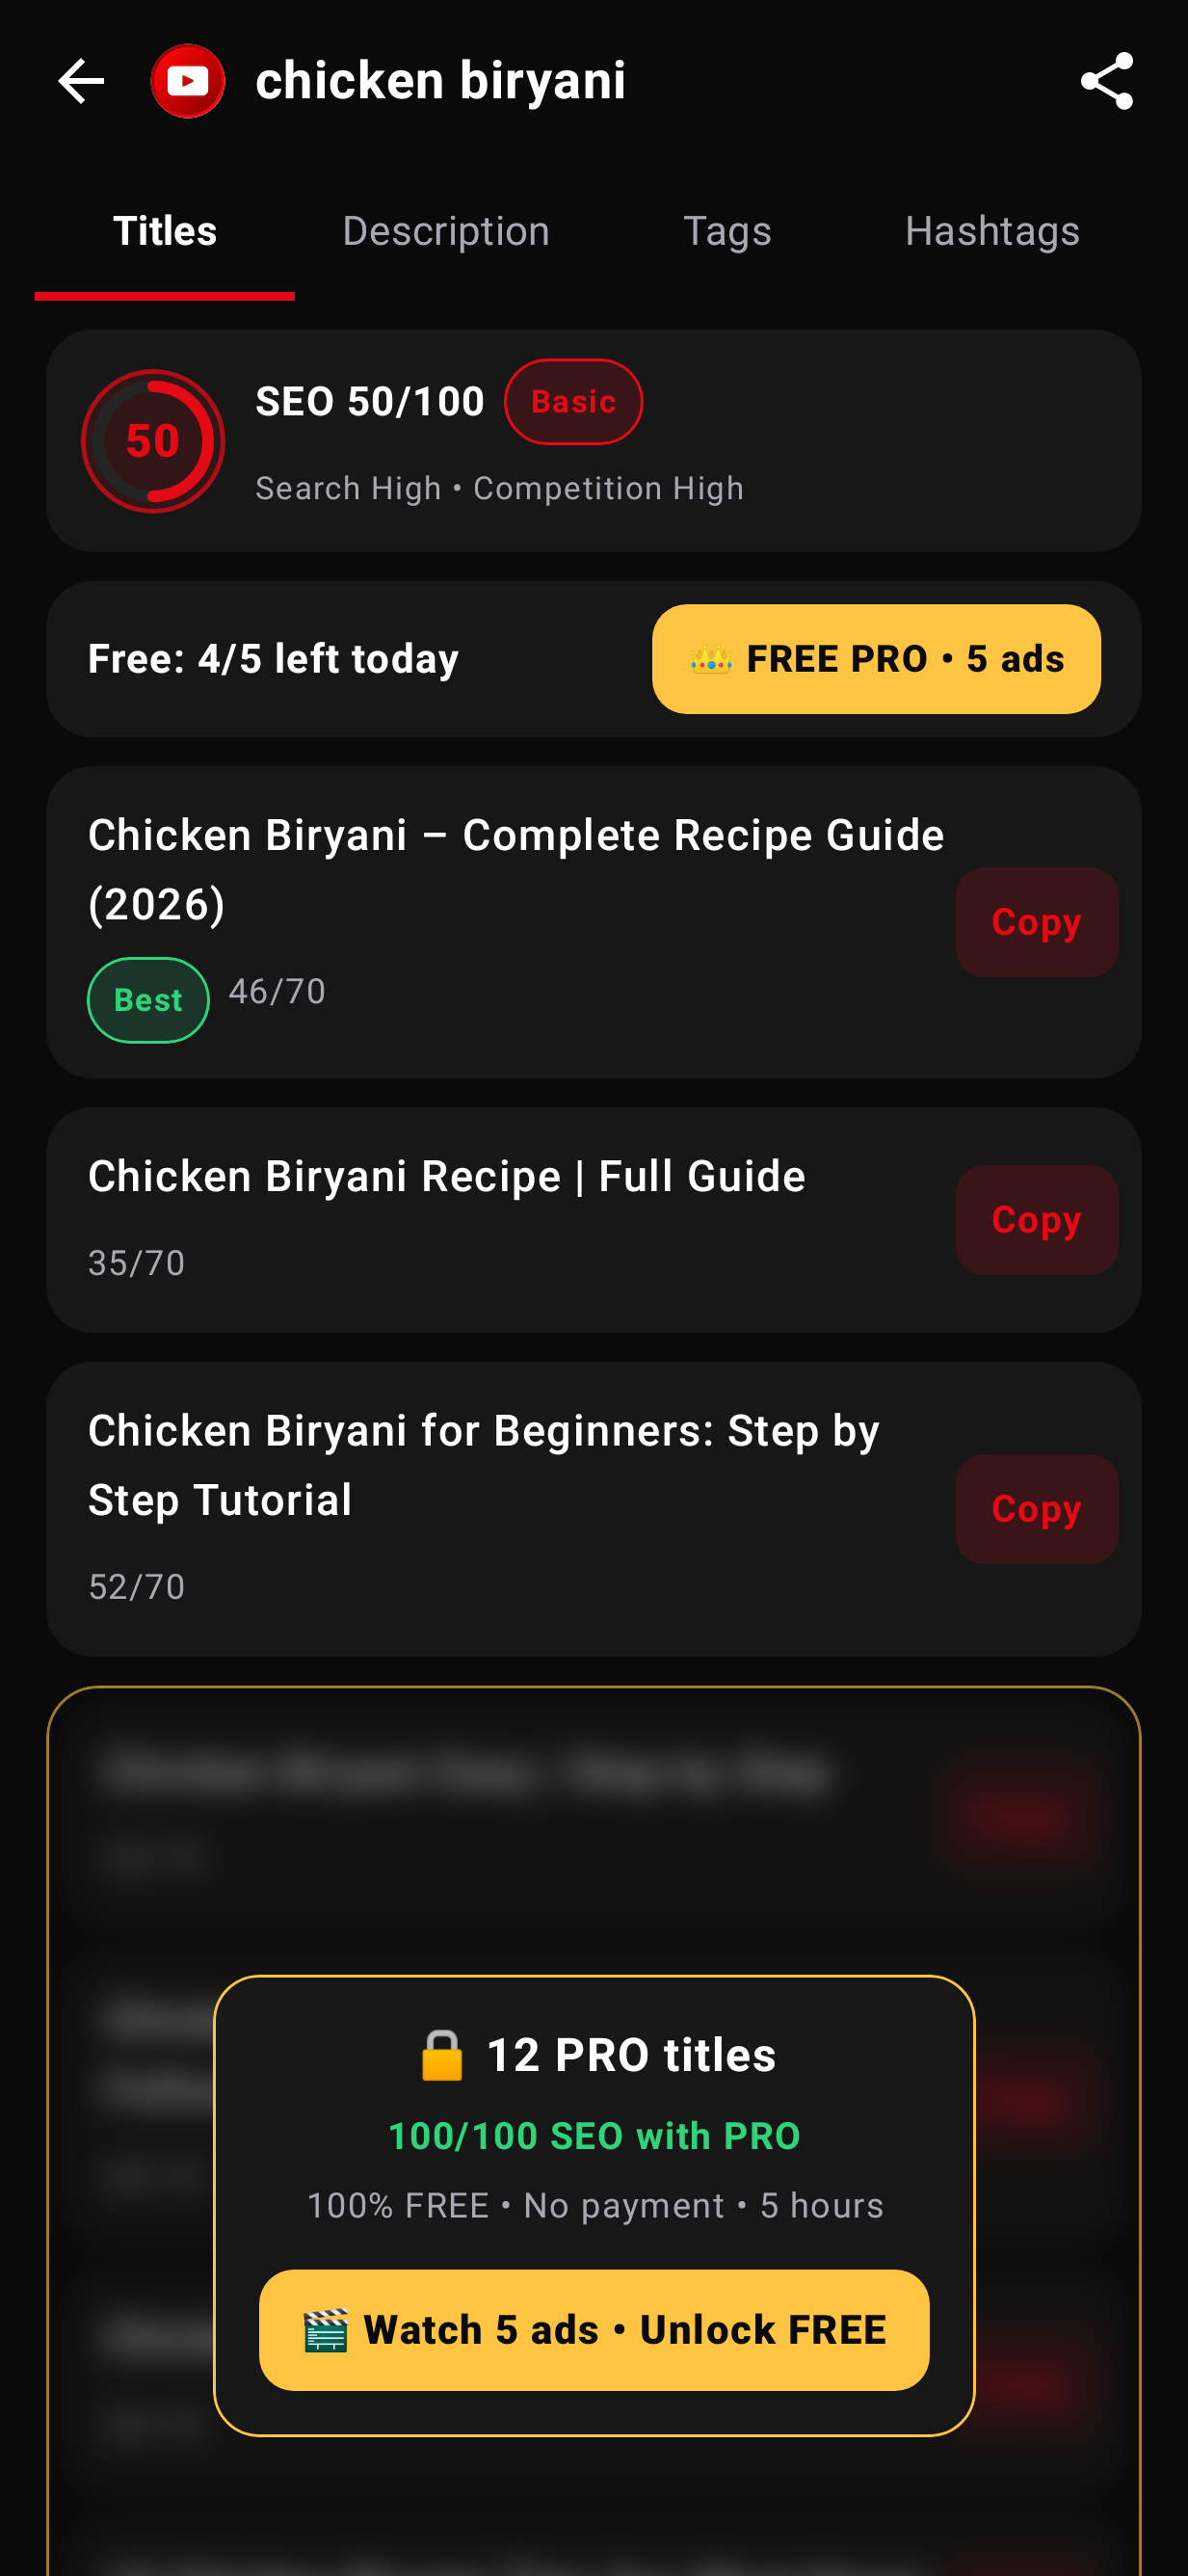 chicken biryani
Titles
Description
Tags
Hashtags
50
SEO 50/100
Basic
Search High • Competition High
Free: 4/5 left today
👑 FREE PRO • 5 ads
Chicken Biryani – Complete Recipe Guide
(2026)
Copy
Best
46/70
Chicken Biryani Recipe | Full Guide
Copy
35/70
Chicken Biryani for Beginners: Step by
Step Tutorial
Copy
52/70
🔒 12 PRO titles
100/100 SEO with PRO
100% FREE • No payment • 5 hours
🎬 Watch 5 ads • Unlock FREE